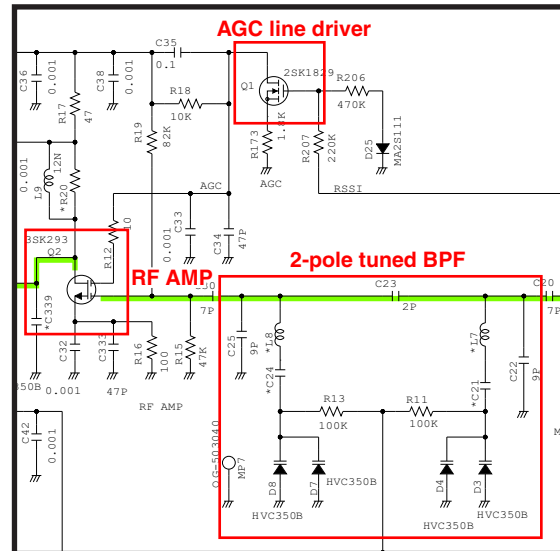 AGC line driver
C35
0.1
C36
0.001
C38
0.001
R17
47
R18
10K
R19
82K
Q1
2SK1829
R206
470K
R173
1.8K
R207
220K
D25
MA2S111
AGC
RSSI
0.001
L9
12N
*R20
AGC
C33
0.001
C34
47P
R12
10
3SK293
Q2
RF AMP
2-pole tuned BPF
*C339
7P
C23
2P
C20
7P
350B
C32
0.001
C333
47P
R16
100
R15
47K
RF AMP
C25
9P
*L8
*C24
*L7
*C21
C22
9P
R13
100K
R11
100K
C42
0.001
MP7
D8
D7
HVC350B
HVC350B
D4
D3
HVC350B
HVC350B